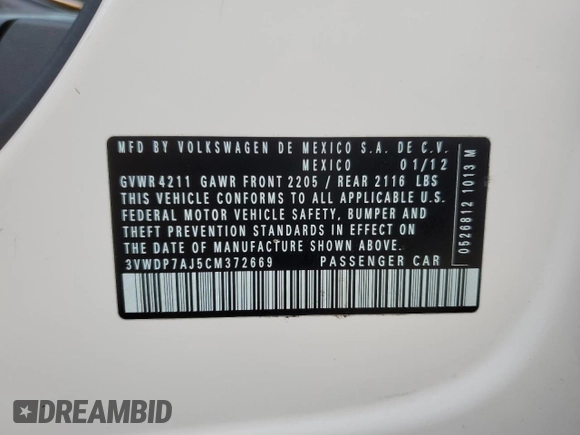 MFD BY VOLKSWAGEN DE MEXICO S.A. DE C.V.
MEXICO 01/12
GVWR 4211 GAWR FRONT 2205 / REAR 2116 LBS
THIS VEHICLE CONFORMS TO ALL APPLICABLE U.S.
FEDERAL MOTOR VEHICLE SAFETY, BUMPER AND
THEFT PREVENTION STANDARDS IN EFFECT ON
THE DATE OF MANUFACTURE SHOWN ABOVE.
3VWDP7AJ5CM372669 PASSENGER CAR
0526812 1013 M
DREAMBID